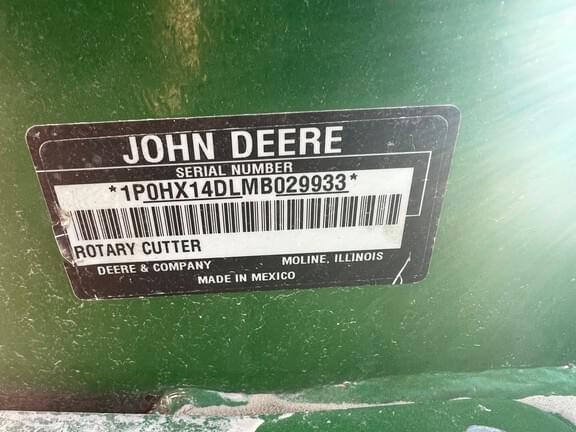 JOHN DEERE
SERIAL NUMBER
*1P0HX14DLMB029933*
ROTARY CUTTER
DEERE & COMPANY MOLINE, ILLINOIS
MADE IN MEXICO